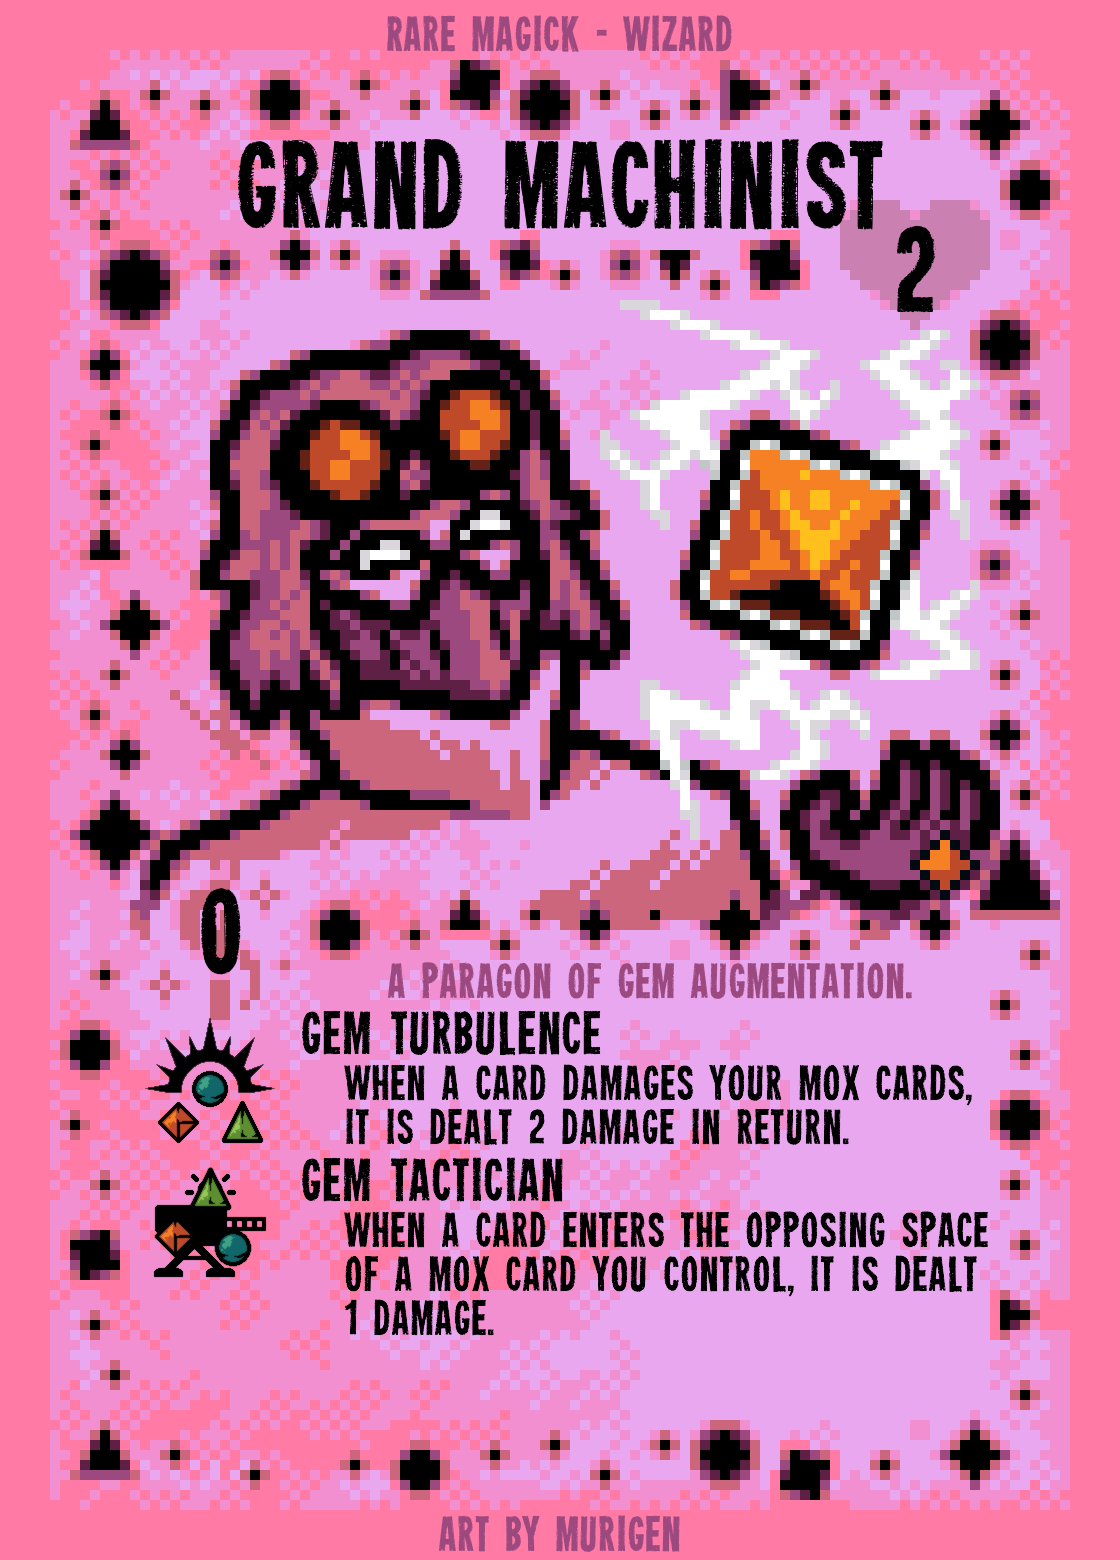 RARE MAGICK - WIZARD
GRAND MACHINIST
2
0
A PARAGON OF GEM AUGMENTATION.
GEM TURBULENCE
WHEN A CARD DAMAGES YOUR MOX CARDS,
IT IS DEALT 2 DAMAGE IN RETURN.
GEM TACTICIAN
WHEN A CARD ENTERS THE OPPOSING SPACE
OF A MOX CARD YOU CONTROL, IT IS DEALT
1 DAMAGE.
ART BY MURIGEN